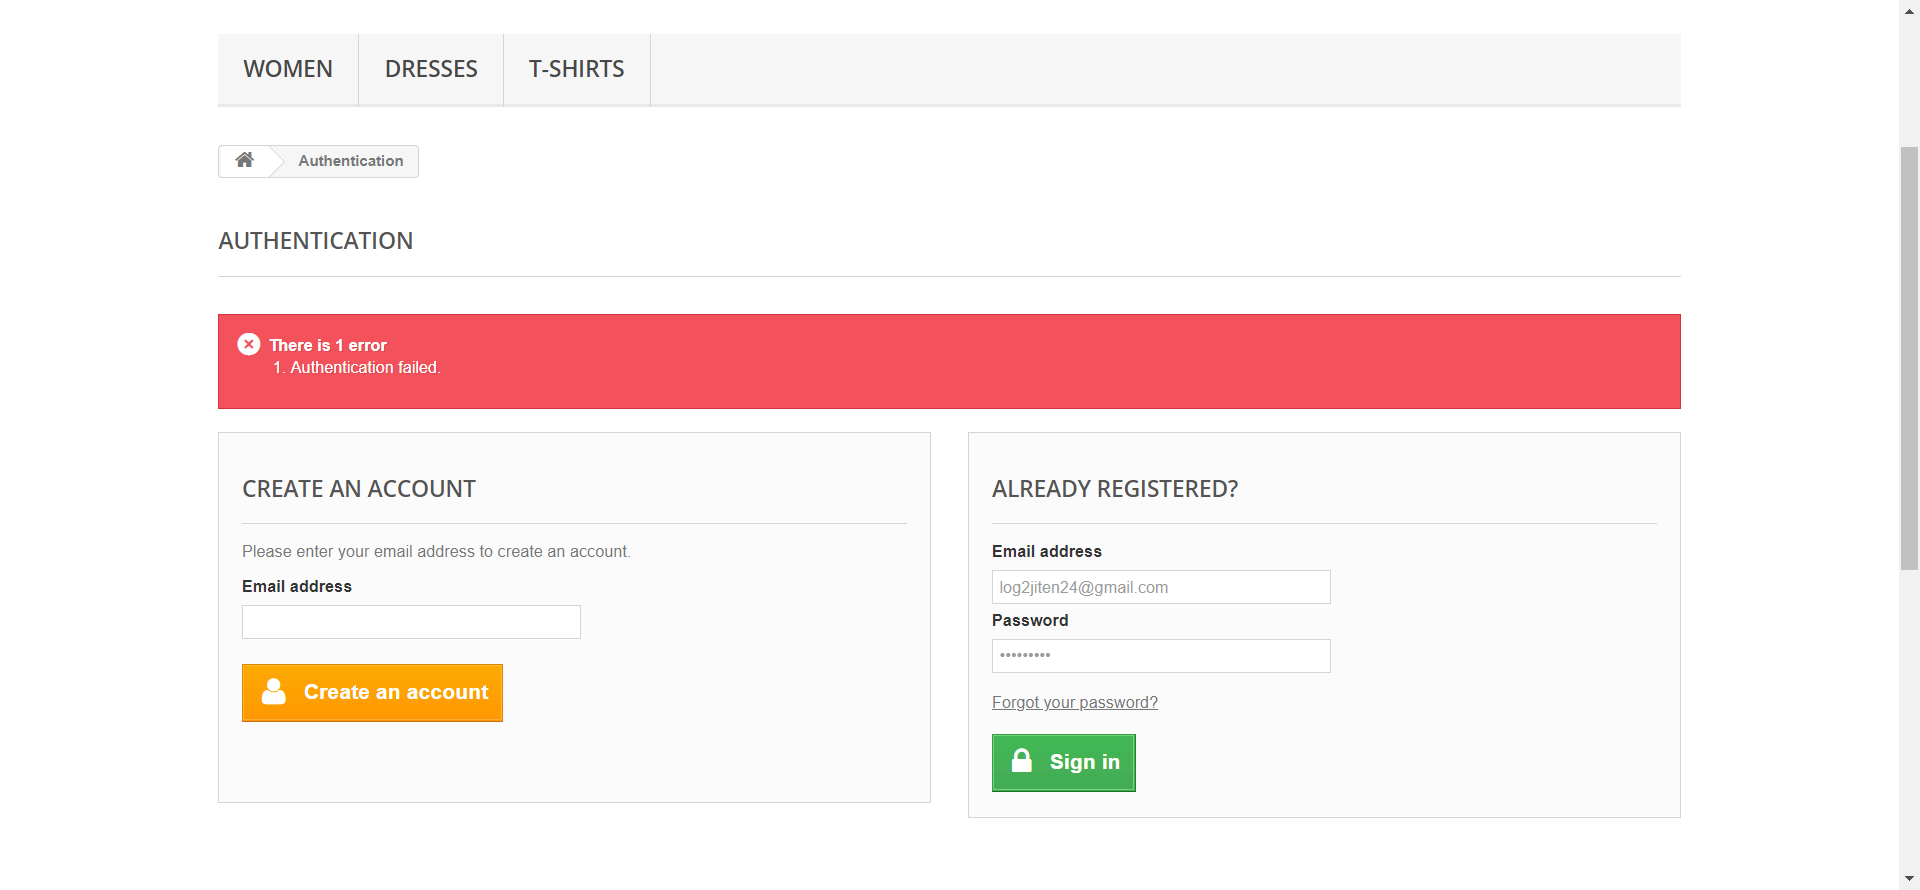 WOMEN DRESSES T-SHIRTS
Authentication
AUTHENTICATION
There is 1 error
1. Authentication failed.
CREATE AN ACCOUNT
Please enter your email address to create an account.
Email address
Create an account
ALREADY REGISTERED?
Email address
log2jiten24@gmail.com
Password
•••••••••
Forgot your password?
Sign in